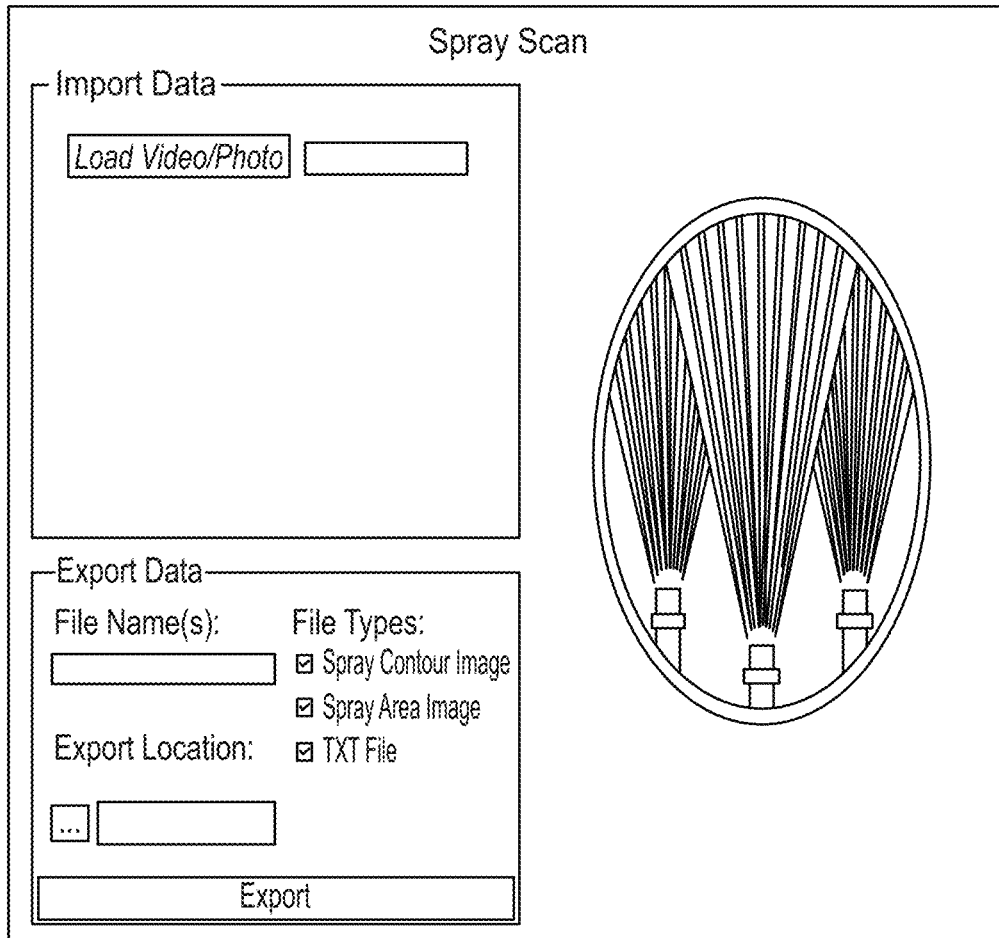 Spray Scan
Import Data
Load Video/Photo
Export Data
File Name(s):
File Types:
Spray Contour Image
Spray Area Image
TXT File
Export Location:
...
Export